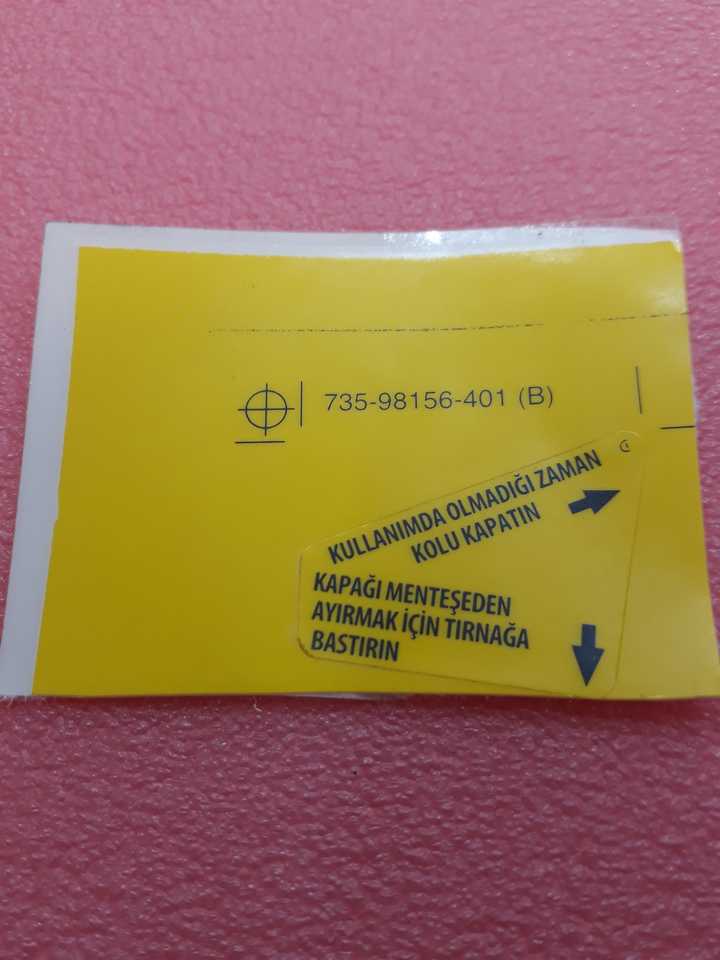 735-98156-401 (B)
KULLANIMDA OLMADIĞI ZAMAN
KOLU KAPATIN
KAPAĞI MENTEŞEDEN
AYIRMAK İÇİN TIRNAĞA
BASTIRIN